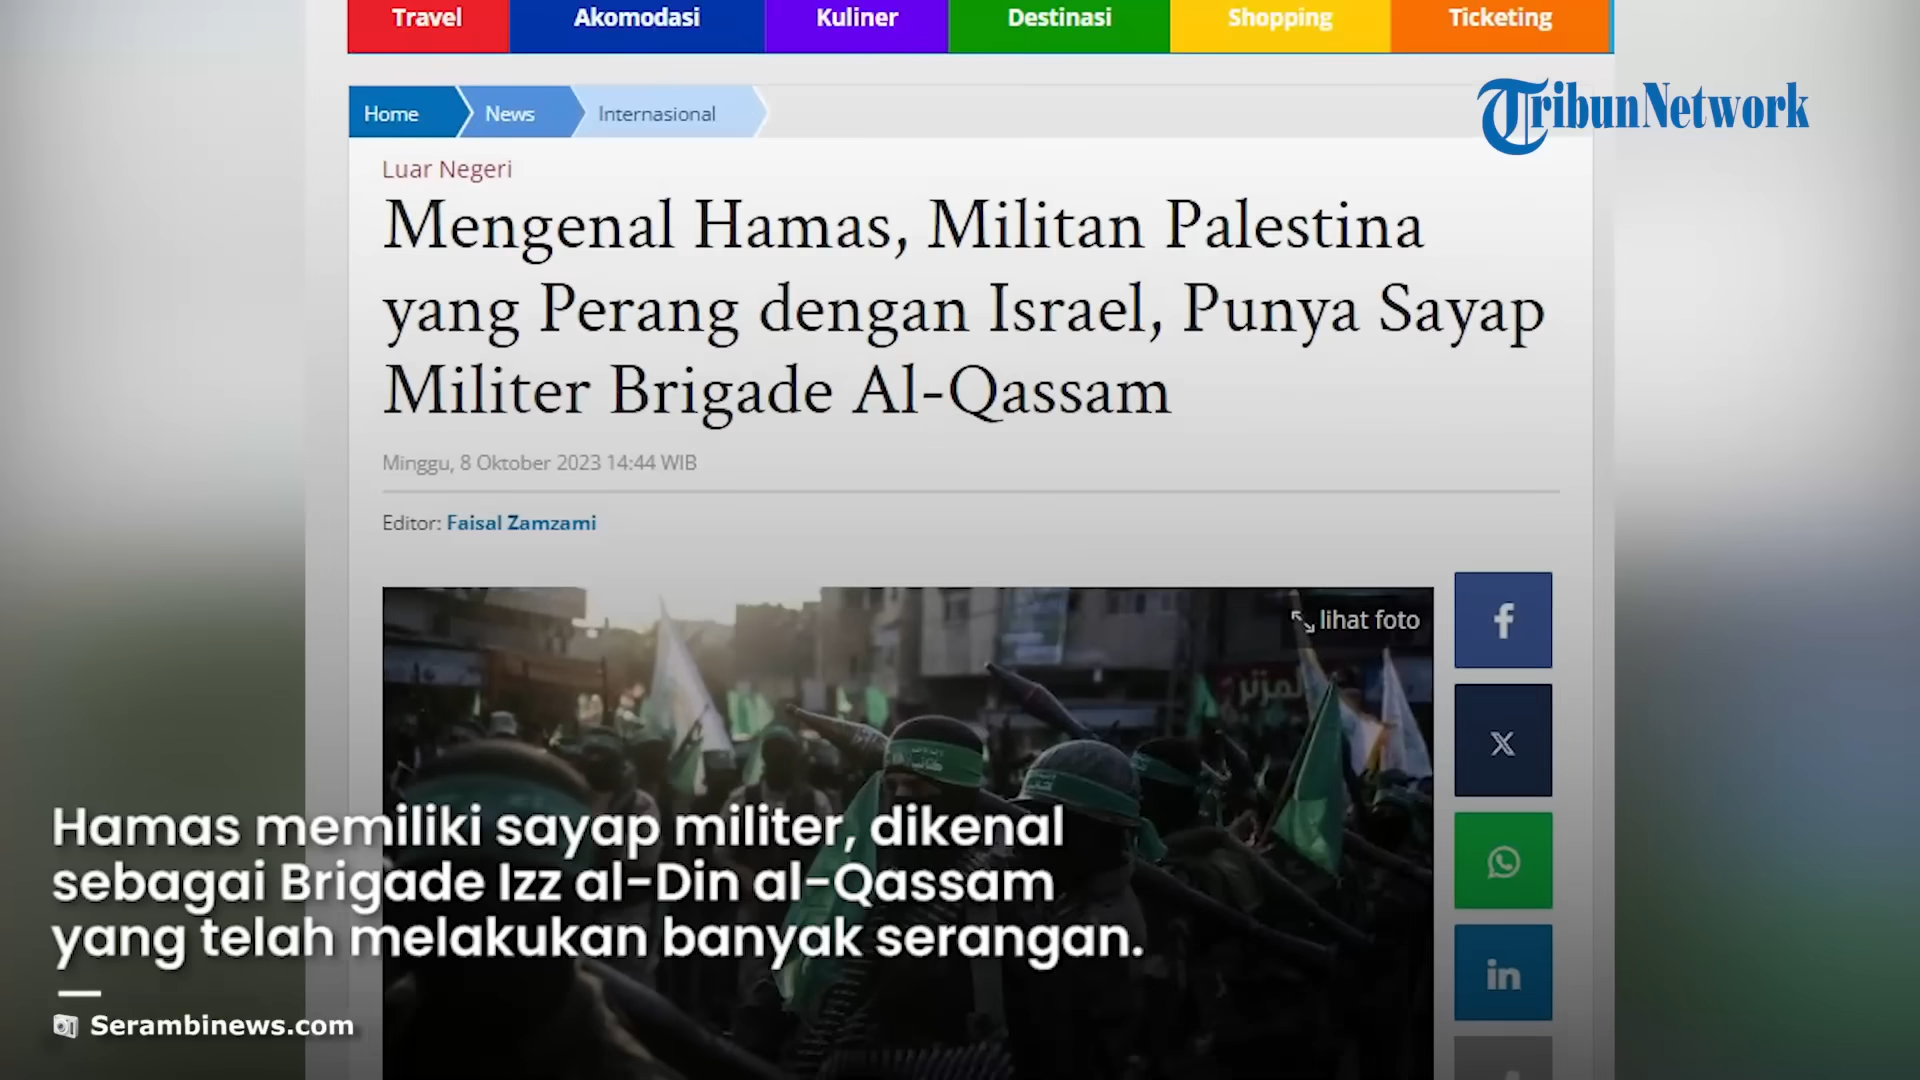 Travel
Akomodasi
Kuliner
Destinasi
Shopping
Ticketing
TribunNetwork
Home
News
Internasional
Luar Negeri
Mengenal Hamas, Militan Palestina
yang Perang dengan Israel, Punya Sayap
Militer Brigade Al-Qassam
Minggu, 8 Oktober 2023 14:44 WIB
Editor: Faisal Zamzami
lihat foto
Hamas memiliki sayap militer, dikenal
sebagai Brigade Izz al-Din al-Qassam
yang telah melakukan banyak serangan.
Serambinews.com